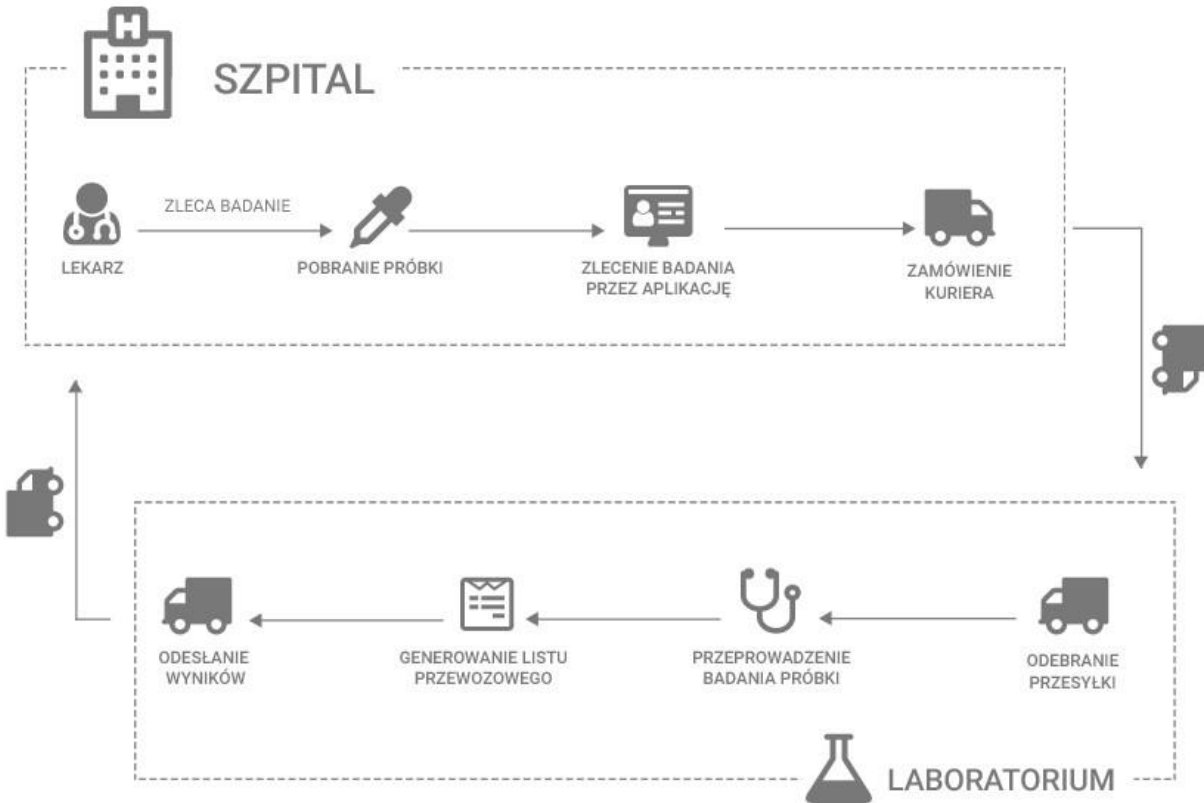 H
SZPITAL
ZLECA BADANIE
LEKARZ
POBRANIE PRÓBKI
ZLECENIE BADANIA
PRZEZ APLIKACJĘ
ZAMÓWIENIE
KURIERA
ODESŁANIE
WYNIKÓW
GENEROWANIE LISTU
PRZEWOZOWEGO
PRZEPROWADZENIE
BADANIA PRÓBKI
ODEBRANIE
PRZESYŁKI
LABORATORIUM